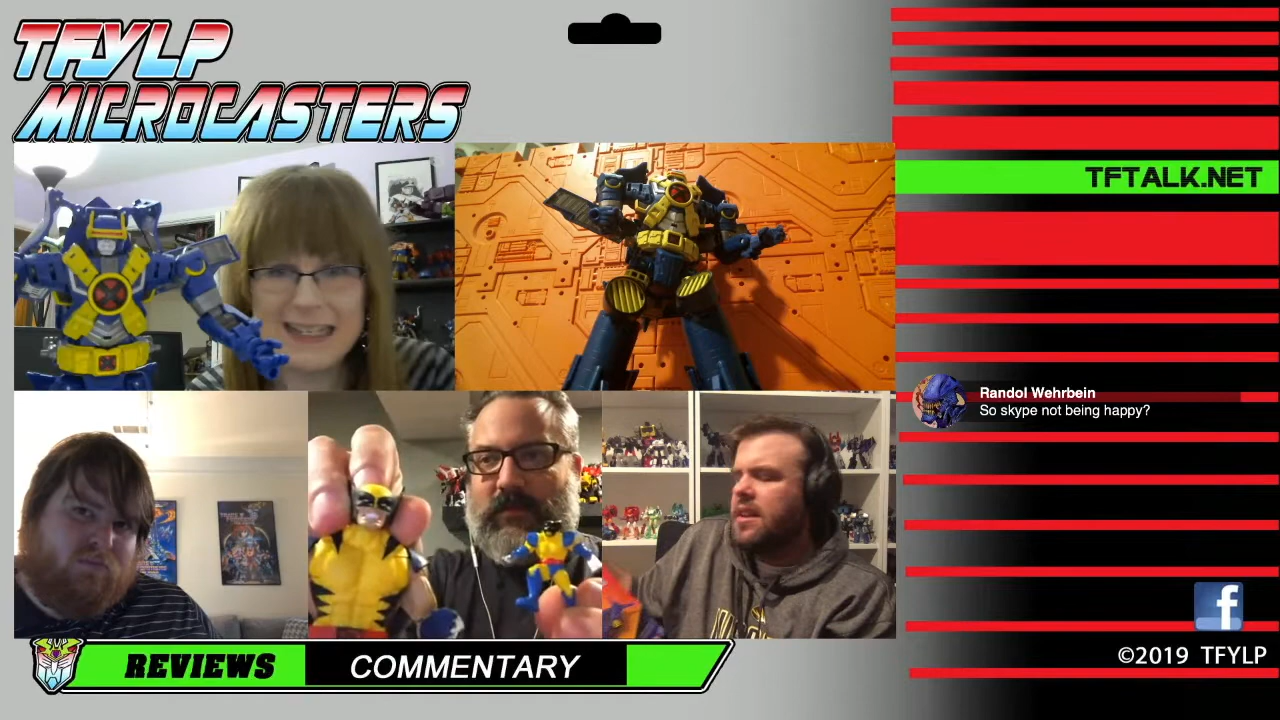 TFYLP
MICROCASTERS
TFTALK.NET
Randol Wehrbein
So skype not being happy?
REVIEWS
COMMENTARY
f
©2019 TFYLP